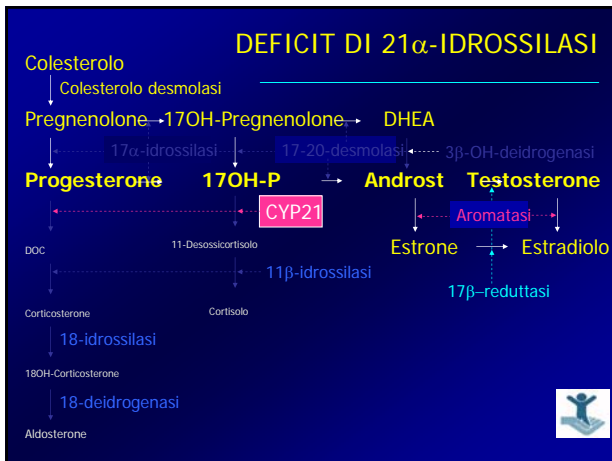 DEFICIT DI 21α-IDROSSILASI
Colesterolo
Colesterolo desmolasi
Pregnenolone 17OH-Pregnenolone DHEA
17α-idrossilasi 17-20-desmolasi 3β-OH-deidrogenasi
Progesterone 17OH-P Androst Testosterone
CYP21 Aromatasi
DOC 11-Desossicortisolo Estrone Estradiolo
11β-idrossilasi 17β–reduttasi
Corticosterone Cortisolo
18-idrossilasi
18OH-Corticosterone
18-deidrogenasi
Aldosterone